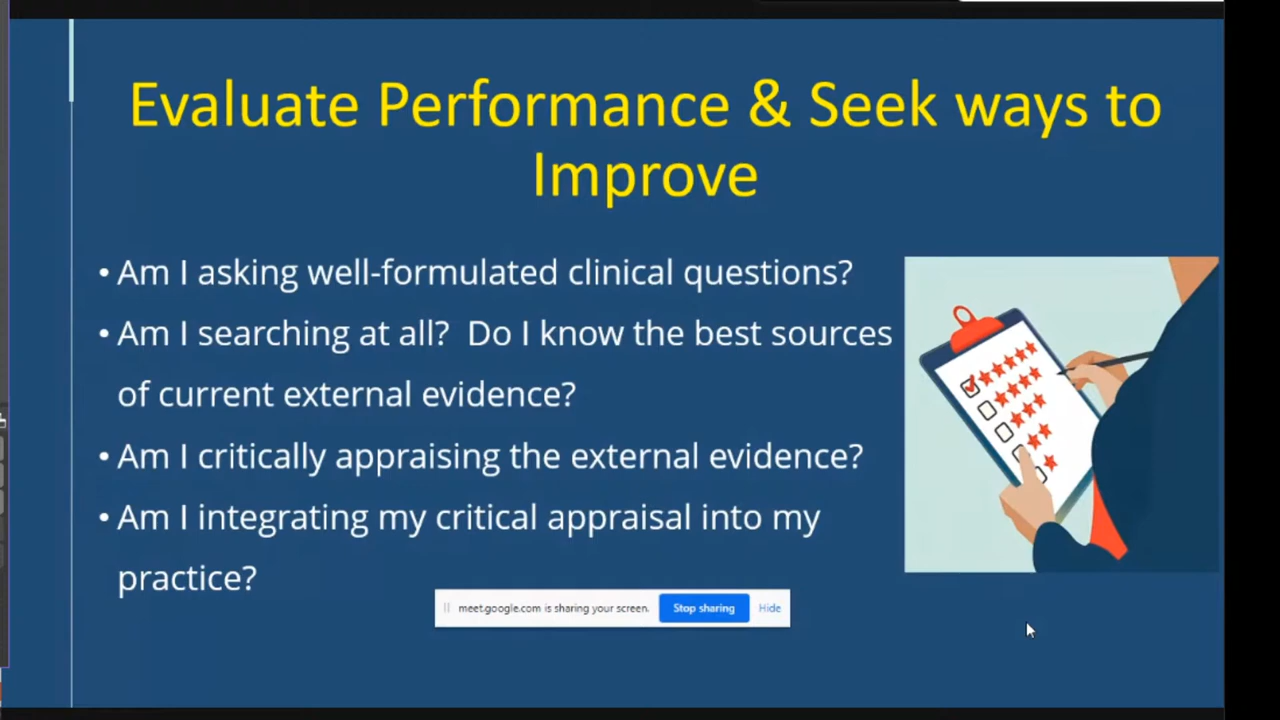 Evaluate Performance & Seek ways to
Improve
• Am I asking well-formulated clinical questions?
• Am I searching at all?  Do I know the best sources
of current external evidence?
• Am I critically appraising the external evidence?
• Am I integrating my critical appraisal into my
practice?
meet.google.com is sharing your screen. Stop sharing Hide